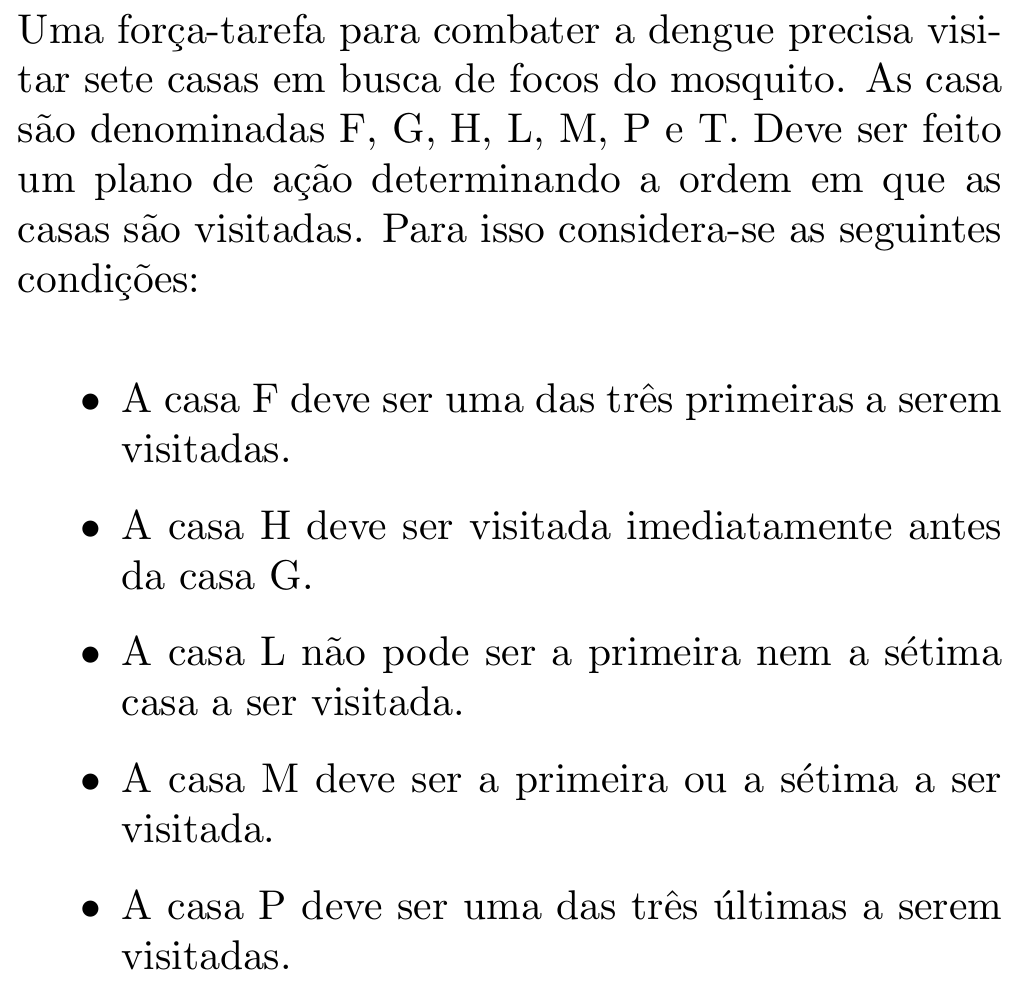 Uma força-tarefa para combater a dengue precisa visi-
tar sete casas em busca de focos do mosquito. As casa
são denominadas F, G, H, L, M, P e T. Deve ser feito
um plano de ação determinando a ordem em que as
casas são visitadas. Para isso considera-se as seguintes
condições:
• A casa F deve ser uma das três primeiras a serem
visitadas.
• A casa H deve ser visitada imediatamente antes
da casa G.
• A casa L não pode ser a primeira nem a sétima
casa a ser visitada.
• A casa M deve ser a primeira ou a sétima a ser
visitada.
• A casa P deve ser uma das três últimas a serem
visitadas.